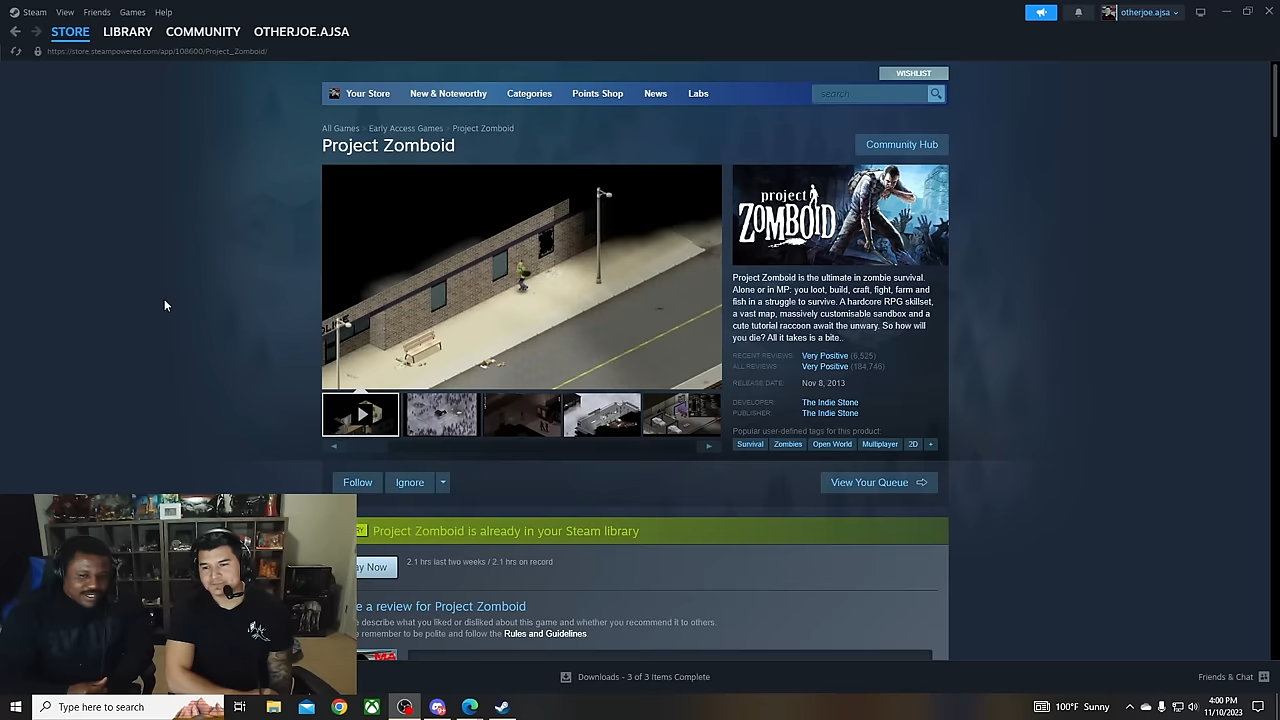 Steam View Friends Games Help
otherjoe.ajsa
STORE LIBRARY COMMUNITY OTHERJOE.AJSA
https://store.steampowered.com/app/108600/Project_Zomboid/
WISHLIST
Your Store New & Noteworthy Categories Points Shop News Labs search
All Games > Early Access Games > Project Zomboid
Project Zomboid
Community Hub
project
ZOMBOID
Project Zomboid is the ultimate in zombie survival.
Alone or in MP: you loot, build, craft, fight, farm and
fish in a struggle to survive. A hardcore RPG skillset,
a vast map, massively customisable sandbox and a
cute tutorial raccoon await the unwary. So how will
you die? All it takes is a bite..
RECENT REVIEWS: Very Positive (6,525)
ALL REVIEWS: Very Positive (184,746)
RELEASE DATE: Nov 8, 2013
DEVELOPER: The Indie Stone
PUBLISHER: The Indie Stone
Popular user-defined tags for this product:
Survival Zombies Open World Multiplayer 2D +
Follow Ignore
View Your Queue
Project Zomboid is already in your Steam library
ay Now
2.1 hrs last two weeks / 2.1 hrs on record
e a review for Project Zomboid
describe what you liked or disliked about this game and whether you recommend it to others.
remember to be polite and follow the Rules and Guidelines.
Downloads - 3 of 3 Items Complete
Friends & Chat
Type here to search
100°F Sunny
4:00 PM
11/10/2023